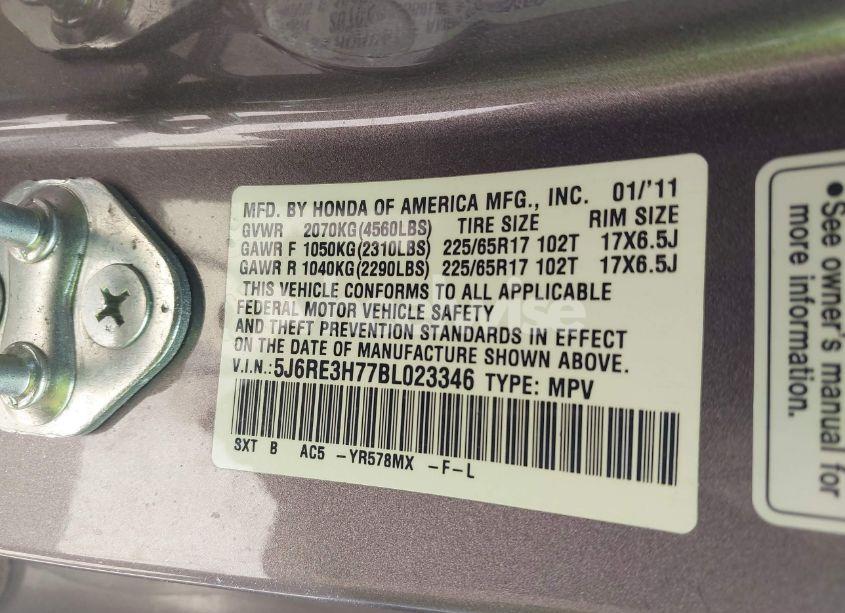 MFD. BY HONDA OF AMERICA MFG., INC. 01/'11
GVWR 2070KG(4560LBS) TIRE SIZE RIM SIZE
GAWR F 1050KG(2310LBS) 225/65R17 102T 17X6.5J
GAWR R 1040KG(2290LBS) 225/65R17 102T 17X6.5J
THIS VEHICLE CONFORMS TO ALL APPLICABLE
FEDERAL MOTOR VEHICLE SAFETY
AND THEFT PREVENTION STANDARDS IN EFFECT
ON THE DATE OF MANUFACTURE SHOWN ABOVE.
V.I.N.:5J6RE3H77BL023346 TYPE: MPV
SXT B AC5 -YR578MX -F-L
•See owner's manual for
more information.